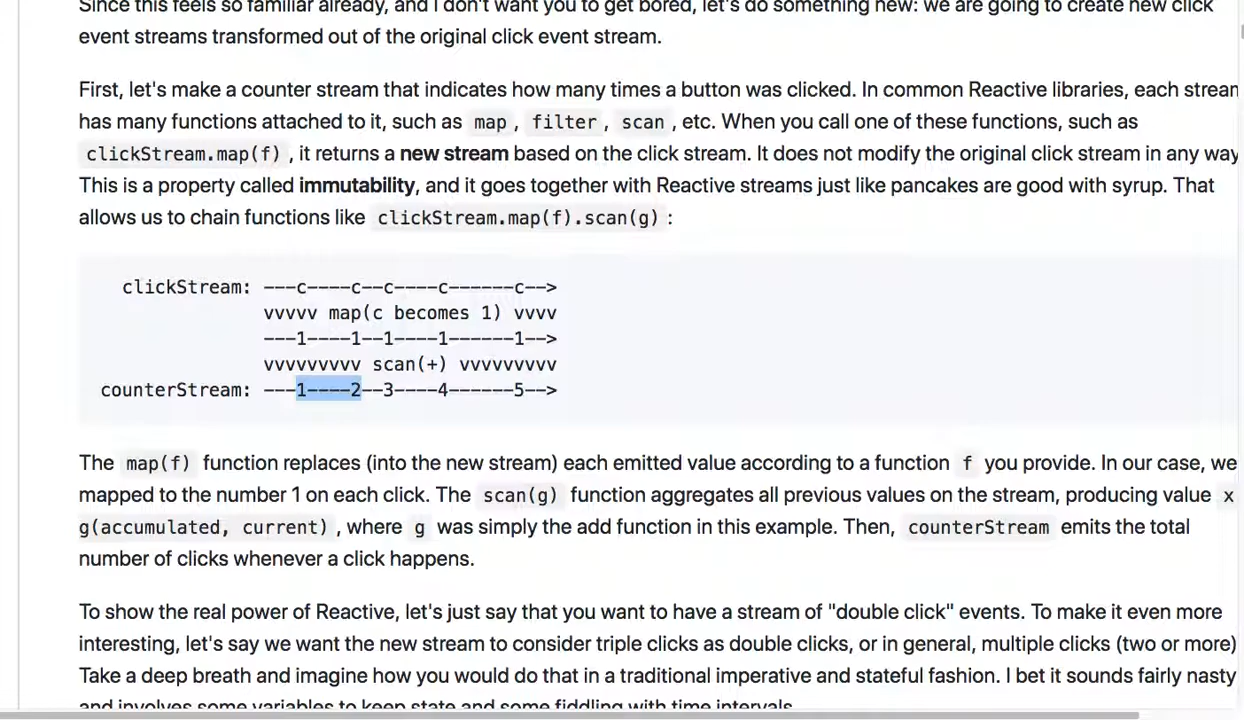 Since this feels so familiar already, and I don't want you to get bored, let's do something new: we are going to create new click
event streams transformed out of the original click event stream.
First, let's make a counter stream that indicates how many times a button was clicked. In common Reactive libraries, each stream
has many functions attached to it, such as map , filter , scan , etc. When you call one of these functions, such as
clickStream.map(f) , it returns a new stream based on the click stream. It does not modify the original click stream in any way
This is a property called immutability, and it goes together with Reactive streams just like pancakes are good with syrup. That
allows us to chain functions like clickStream.map(f).scan(g) :
clickStream: ---c----c--c----c------c-->
vvvvv map(c becomes 1) vvvv
---1----1--1----1------1-->
vvvvvvvvv scan(+) vvvvvvvvv
counterStream: ---1----2--3----4------5-->
The map(f) function replaces (into the new stream) each emitted value according to a function f you provide. In our case, we
mapped to the number 1 on each click. The scan(g) function aggregates all previous values on the stream, producing value x
g(accumulated, current) , where g was simply the add function in this example. Then, counterStream emits the total
number of clicks whenever a click happens.
To show the real power of Reactive, let's just say that you want to have a stream of "double click" events. To make it even more
interesting, let's say we want the new stream to consider triple clicks as double clicks, or in general, multiple clicks (two or more)
Take a deep breath and imagine how you would do that in a traditional imperative and stateful fashion. I bet it sounds fairly nasty
and involves some variables to keep state and some fiddling with time intervals.